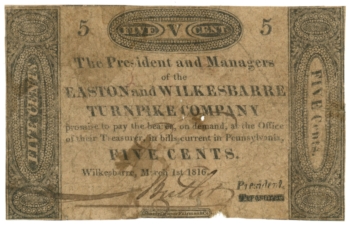 5 FIVE V CENT 5
The President and Managers
of the
EASTON and WILKESBARRE
TURNPIKE COMPANY
promise to pay the bearer, on demand, at the Office
of their Treasurer, in bills current in Pennsylvania,
FIVE CENTS.
Wilkesbarre, March 1st 1816.
President.
FIVE CENTS
FIVE Cents.